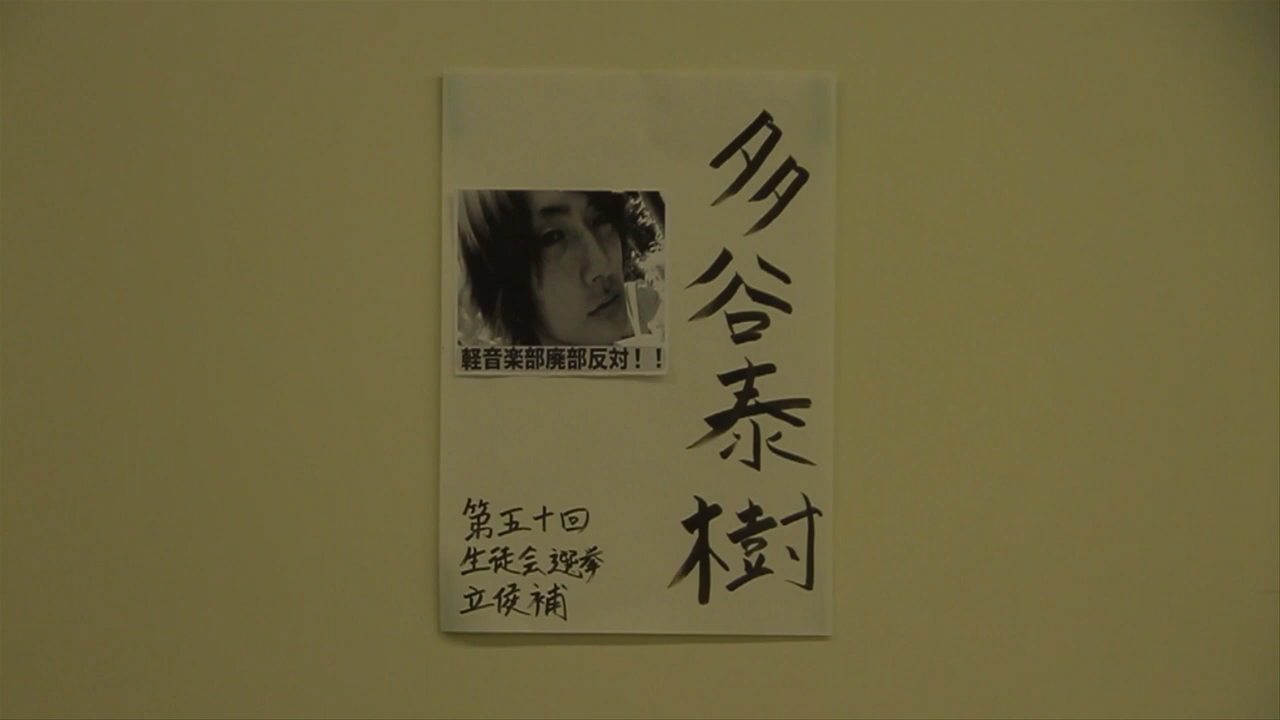 多谷泰樹
軽音楽部廃部反対！！
第五十回
生徒会選挙
立候補